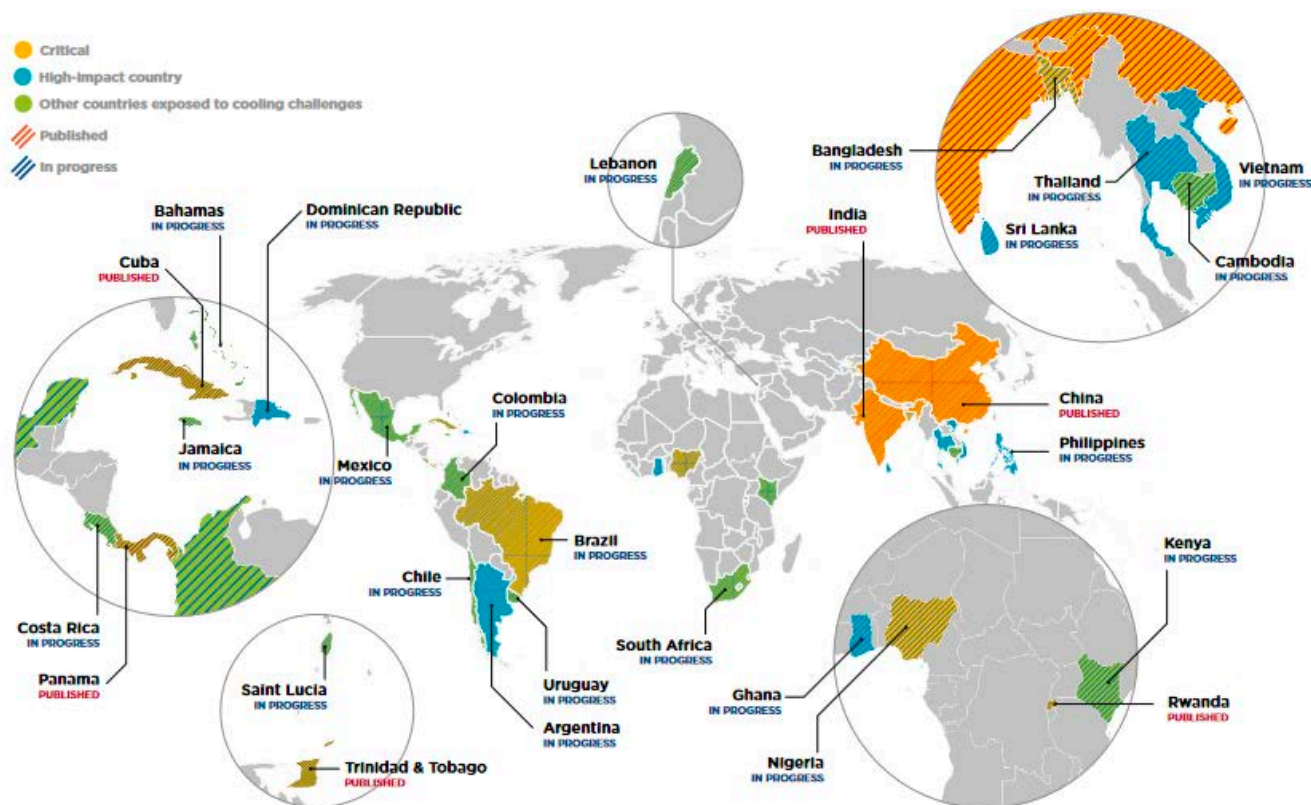 Critical
High-impact country
Other countries exposed to cooling challenges
Published
In progress
Lebanon
IN PROGRESS
Bangladesh
IN PROGRESS
Thailand
IN PROGRESS
Vietnam
IN PROGRESS
India
PUBLISHED
Sri Lanka
IN PROGRESS
Cambodia
IN PROGRESS
Bahamas
IN PROGRESS
Dominican Republic
IN PROGRESS
Cuba
PUBLISHED
Jamaica
IN PROGRESS
Mexico
IN PROGRESS
Colombia
IN PROGRESS
China
PUBLISHED
Philippines
IN PROGRESS
Brazil
IN PROGRESS
Chile
IN PROGRESS
Kenya
IN PROGRESS
Costa Rica
IN PROGRESS
Panama
PUBLISHED
Saint Lucia
IN PROGRESS
Uruguay
IN PROGRESS
Argentina
IN PROGRESS
South Africa
IN PROGRESS
Ghana
IN PROGRESS
Rwanda
PUBLISHED
Nigeria
IN PROGRESS
Trinidad & Tobago
PUBLISHED